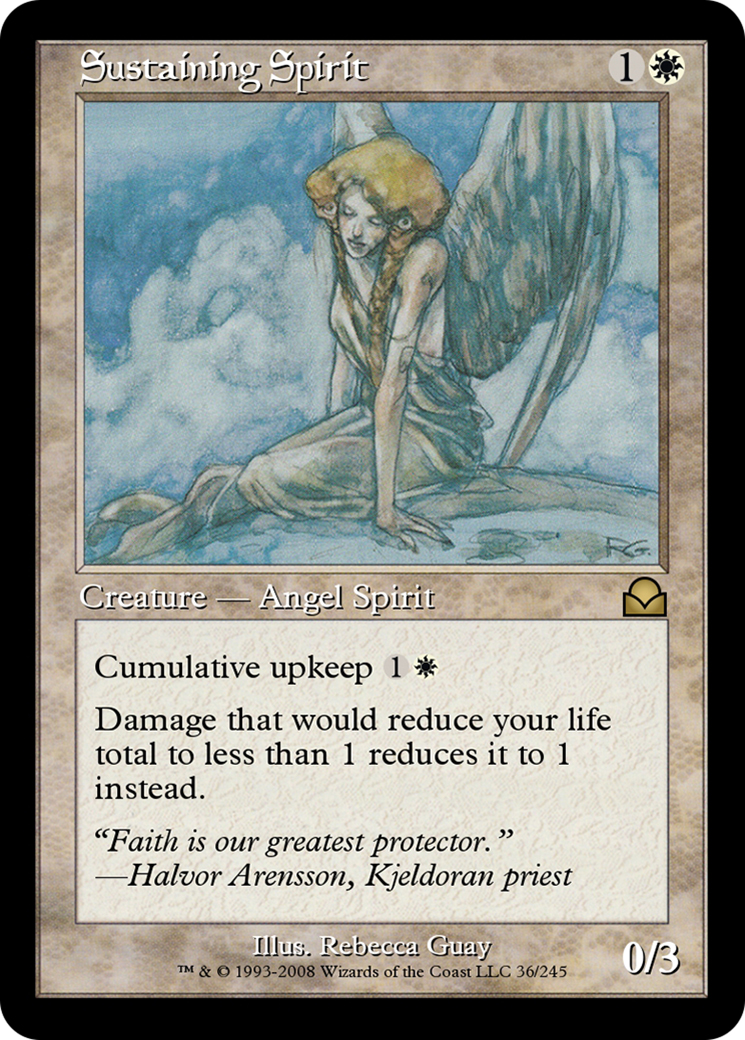 Sustaining Spirit 1
RG.
Creature — Angel Spirit
Cumulative upkeep 1
Damage that would reduce your life
total to less than 1 reduces it to 1
instead.
“Faith is our greatest protector.”
—Halvor Arensson, Kjeldoran priest
Illus. Rebecca Guay
™ & © 1993-2008 Wizards of the Coast LLC 36/245
0/3